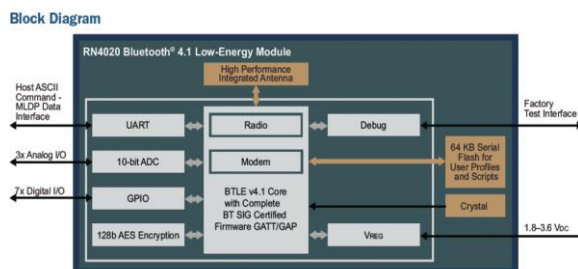 Block Diagram
RN4020 Bluetooth® 4.1 Low-Energy Module
High Performance
Integrated Antenna
Host ASCII
Command -
MLDP Data
Interface
UART
Radio
Debug
Factory
Test Interface
3x Analog I/O
10-bit ADC
Modem
64 KB Serial
Flash for
User Profiles
and Scripts
7x Digital I/O
GPIO
BTLE v4.1 Core
with Complete
BT SIG Certified
Firmware GATT/GAP
Crystal
128b AES Encryption
VREG
1.8–3.6 VDC